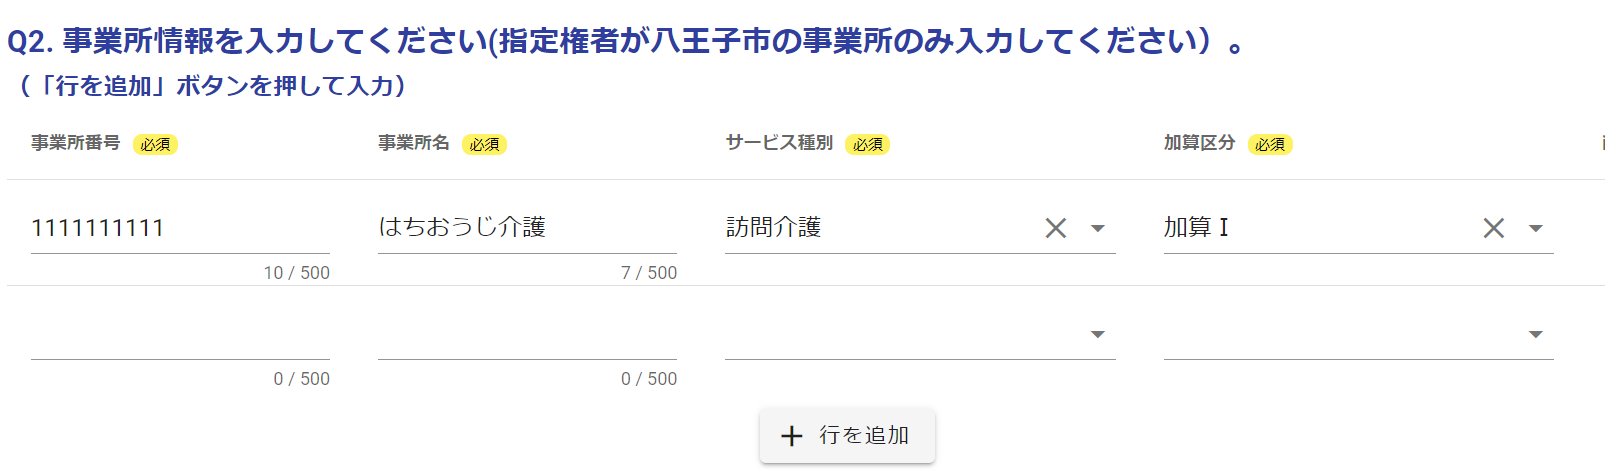 Q2. 事業所情報を入力してください(指定権者が八王子市の事業所のみ入力してください）。
（「行を追加」ボタンを押して入力）
事業所番号 必須 事業所名 必須 サービス種別 必須 加算区分 必須
1111111111 はちおうじ介護 訪問介護 加算Ⅰ
10 / 500 7 / 500
0 / 500 0 / 500
＋ 行を追加